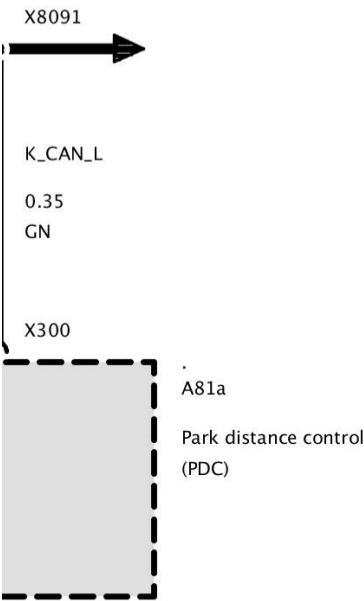 X8091
K_CAN_L
0.35
GN
X300
.
A81a
Park distance control
(PDC)